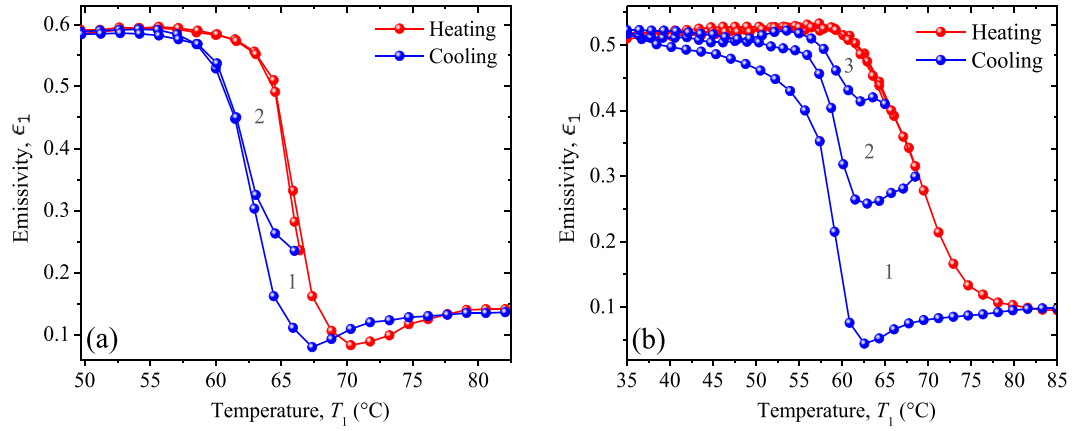 0.6
0.5
0.4
0.3
0.2
0.1
Emissivity, ϵ1
Heating
Cooling
2
1
(a)
50 55 60 65 70 75 80
Temperature, T1 (°C)
0.5
0.4
0.3
0.2
0.1
Emissivity, ϵ1
Heating
Cooling
3
2
1
(b)
35 40 45 50 55 60 65 70 75 80 85
Temperature, T1 (°C)